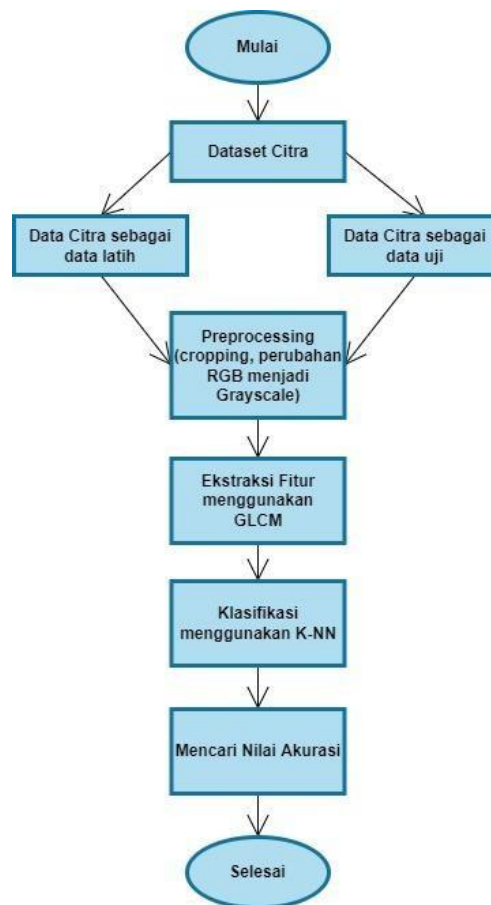 Mulai
Dataset Citra
Data Citra sebagai
data latih
Data Citra sebagai
data uji
Preprocessing
(cropping, perubahan
RGB menjadi
Grayscale)
Ekstraksi Fitur
menggunakan
GLCM
Klasifikasi
menggunakan K-NN
Mencari Nilai Akurasi
Selesai